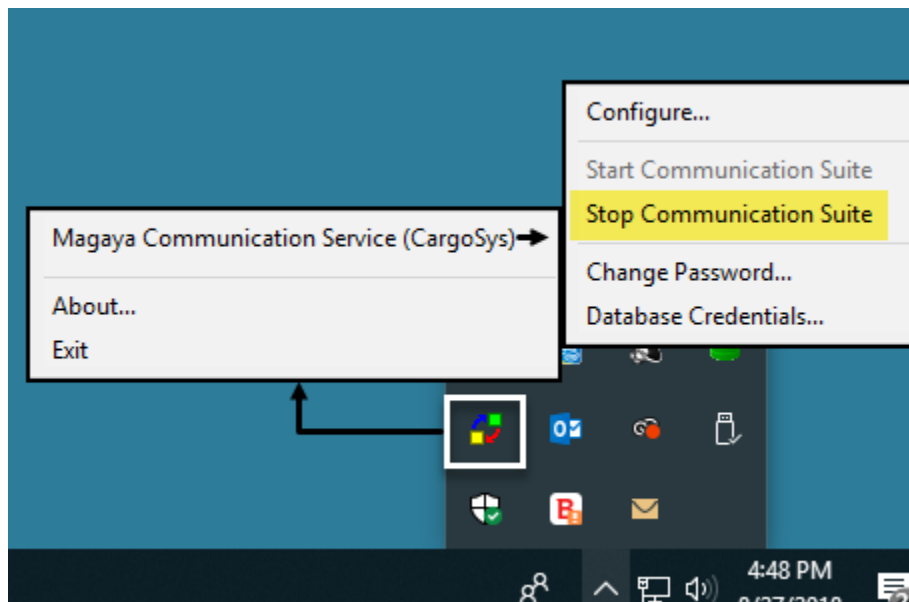 Configure...
Start Communication Suite
Stop Communication Suite
Change Password...
Database Credentials...
Magaya Communication Service (CargoSys)
About...
Exit
4:48 PM